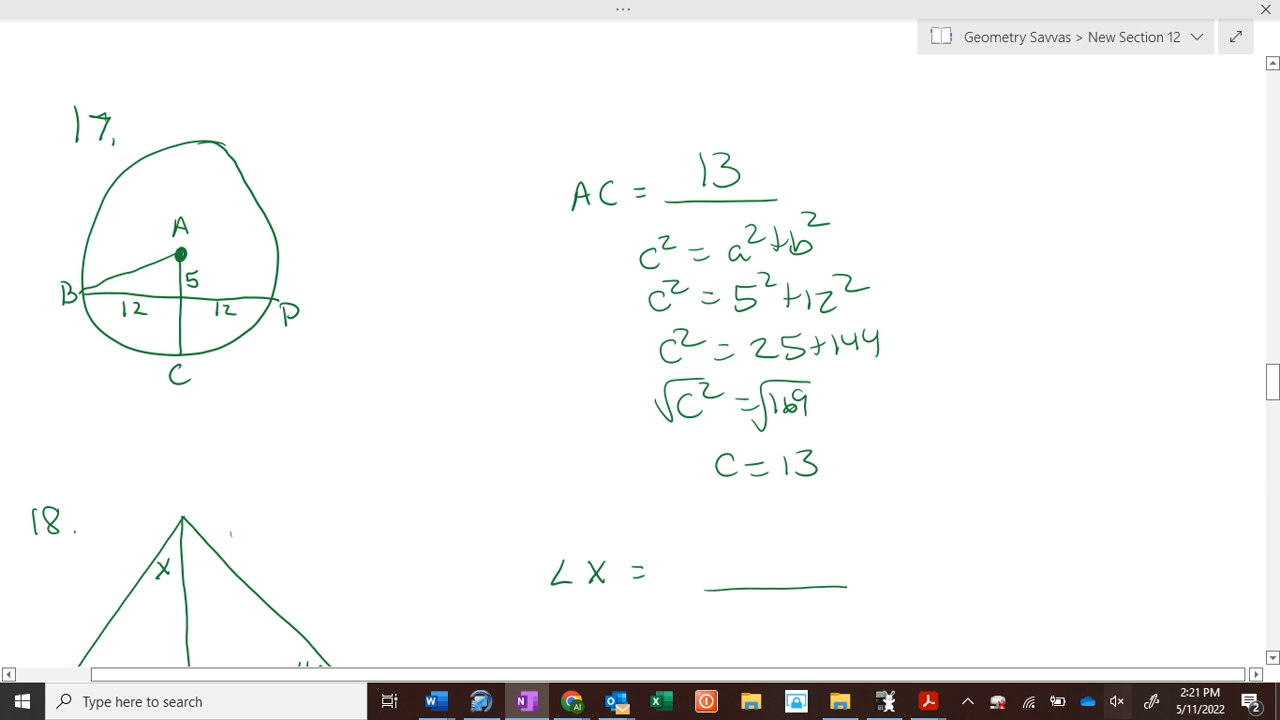 Geometry Savvas > New Section 12
17.
A
5
B 12 12 D
C
AC = 13
c² = a² + b²
c² = 5² + 12²
c² = 25 + 144
√c² = √169
c = 13
18.
x
∠ X =
Type here to search
2:21 PM
5/11/2022
2